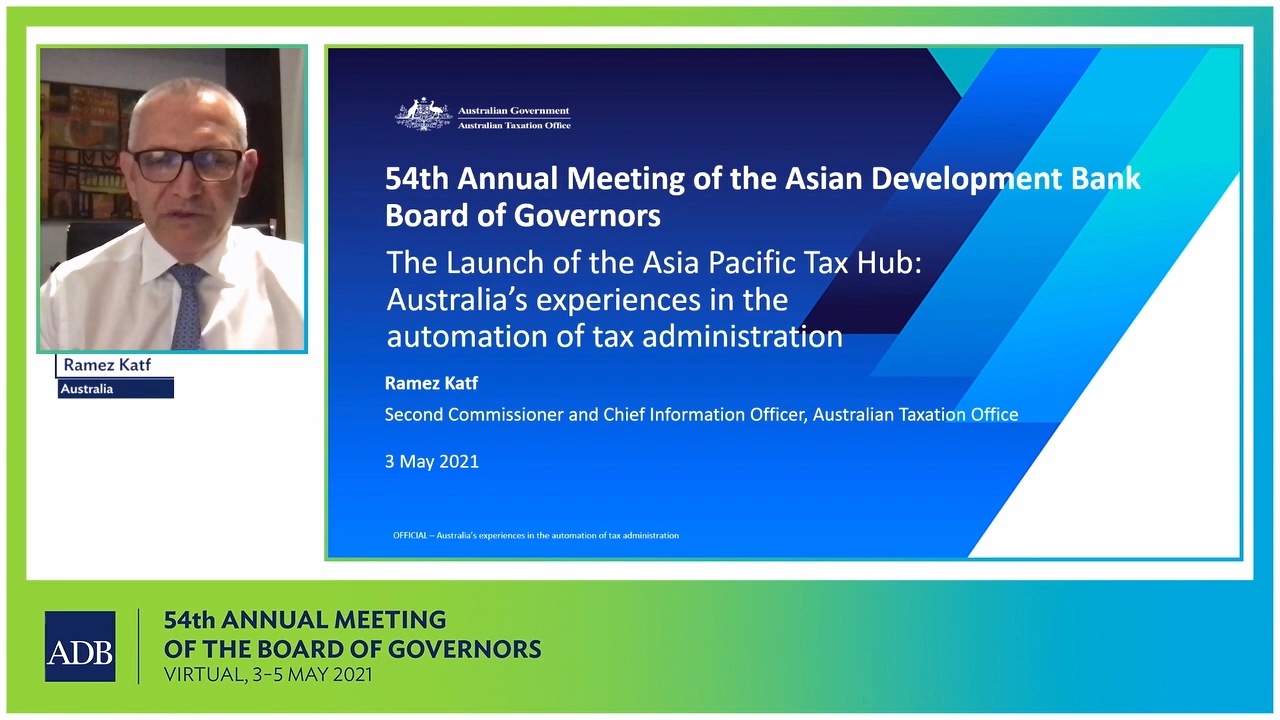 Ramez Katf
Australia
Australian Government
Australian Taxation Office
54th Annual Meeting of the Asian Development Bank
Board of Governors
The Launch of the Asia Pacific Tax Hub:
Australia's experiences in the
automation of tax administration
Ramez Katf
Second Commissioner and Chief Information Officer, Australian Taxation Office
3 May 2021
OFFICIAL – Australia's experiences in the automation of tax administration
ADB
54th ANNUAL MEETING
OF THE BOARD OF GOVERNORS
VIRTUAL, 3–5 MAY 2021